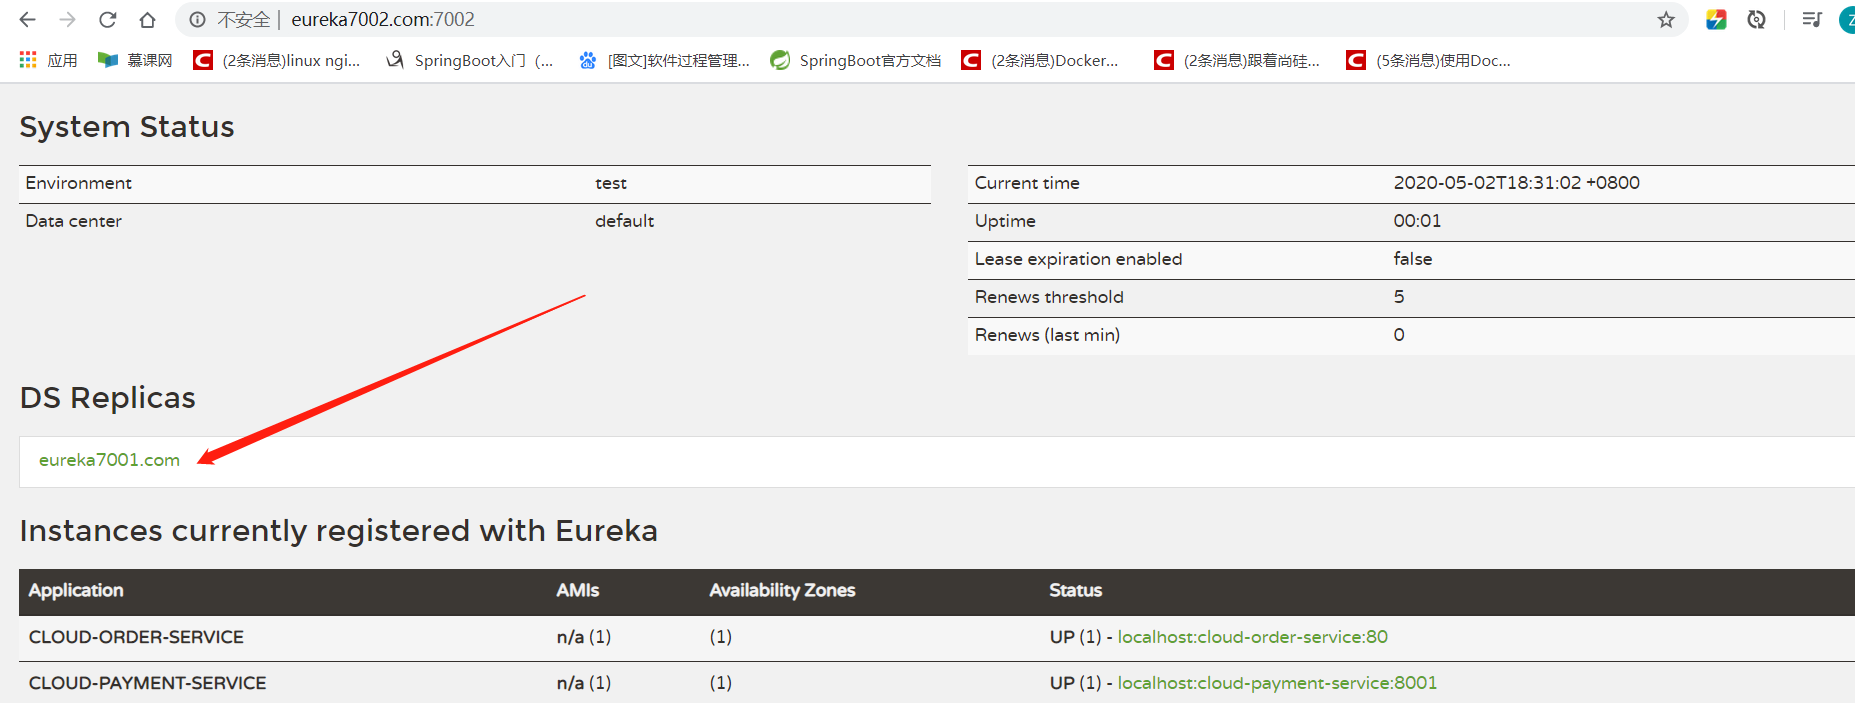 不安全 | eureka7002.com:7002
应用 慕课网 (2条消息)linux ngi... SpringBoot入门（... [图文]软件过程管理... SpringBoot官方文档 (2条消息)Docker... (2条消息)跟着尚硅... (5条消息)使用Doc...
System Status
Environment test Current time 2020-05-02T18:31:02 +0800
Data center default Uptime 00:01
Lease expiration enabled false
Renews threshold 5
Renews (last min) 0
DS Replicas
eureka7001.com
Instances currently registered with Eureka
Application AMIs Availability Zones Status
CLOUD-ORDER-SERVICE n/a (1) (1) UP (1) - localhost:cloud-order-service:80
CLOUD-PAYMENT-SERVICE n/a (1) (1) UP (1) - localhost:cloud-payment-service:8001